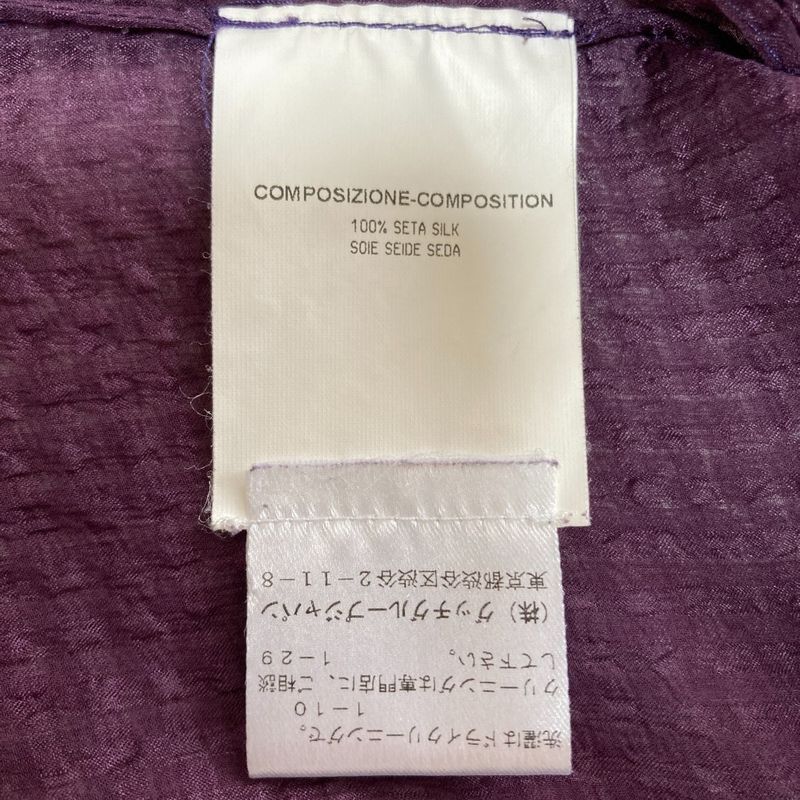 COMPOSIZIONE-COMPOSITION
100% SETA SILK
SOIE SEIDE SEDA
洗濯はドライクリーニングで。
1-10
クリーニングは専門店に、ご相談
して下さい。 1-29
(株) グッチグループジャパン
東京都渋谷区渋谷2-11-8